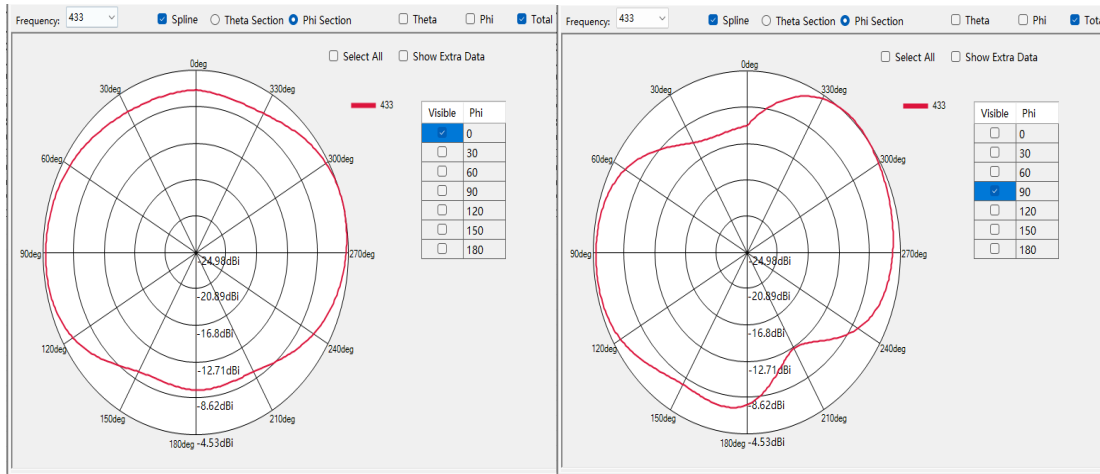 Frequency: 433 Spline Theta Section Phi Section Theta Phi Total
Select All Show Extra Data
0deg
30deg 330deg
433
Visible Phi
0
30
60deg 300deg
60
90
120
150
90deg 270deg
180
-24.98dBi
-20.89dBi
-16.8dBi
120deg 240deg
-12.71dBi
-8.62dBi
150deg 210deg
180deg -4.53dBi
Frequency: 433 Spline Theta Section Phi Section Theta Phi Tota
Select All Show Extra Data
0deg
30deg 330deg
433
Visible Phi
0
30
60deg 300deg
60
90
120
150
90deg 270deg
180
-24.98dBi
-20.89dBi
-16.8dBi
120deg 240deg
-12.71dBi
-8.62dBi
150deg 210deg
180deg -4.53dBi